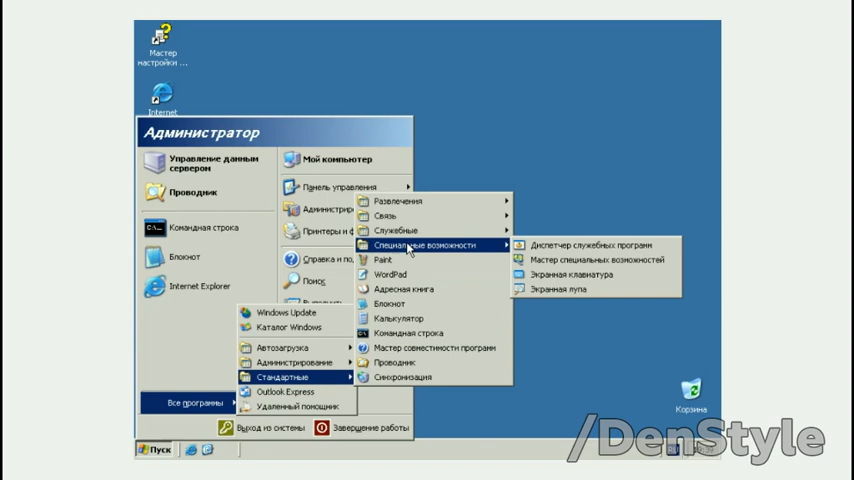 Мастер
настройки ...
Internet
Администратор
Управление данным
сервером
Проводник
Командная строка
Блокнот
Internet Explorer
Все программы
Мой компьютер
Панель управления
Принтеры и ф
Справка и по
Поиск
Windows Update
Каталог Windows
Автозагрузка
Администрирование
Стандартные
Outlook Express
Удаленный помощник
Развлечения
Связь
Служебные
Специальные возможности
Paint
WordPad
Адресная книга
Блокнот
Калькулятор
Командная строка
Мастер совместимости программ
Проводник
Синхронизация
Диспетчер служебных программ
Мастер специальных возможностей
Экранная клавиатура
Экранная лупа
Выход из системы
Завершение работы
Корзина
Пуск
/DenStyle